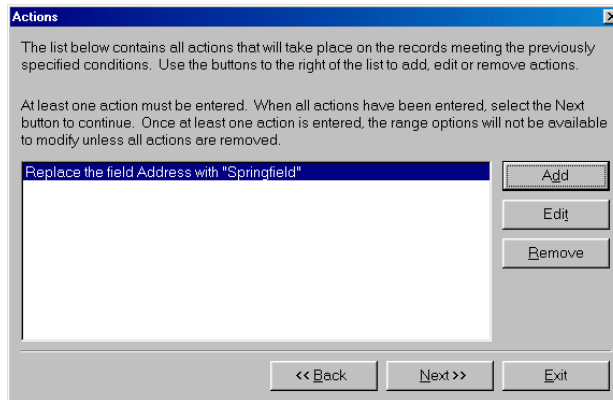 Actions
The list below contains all actions that will take place on the records meeting the previously
specified conditions. Use the buttons to the right of the list to add, edit or remove actions.
At least one action must be entered. When all actions have been entered, select the Next
button to continue. Once at least one action is entered, the range options will not be available
to modify unless all actions are removed.
Replace the field Address with "Springfield"
Add
Edit
Remove
<< Back
Next >>
Exit